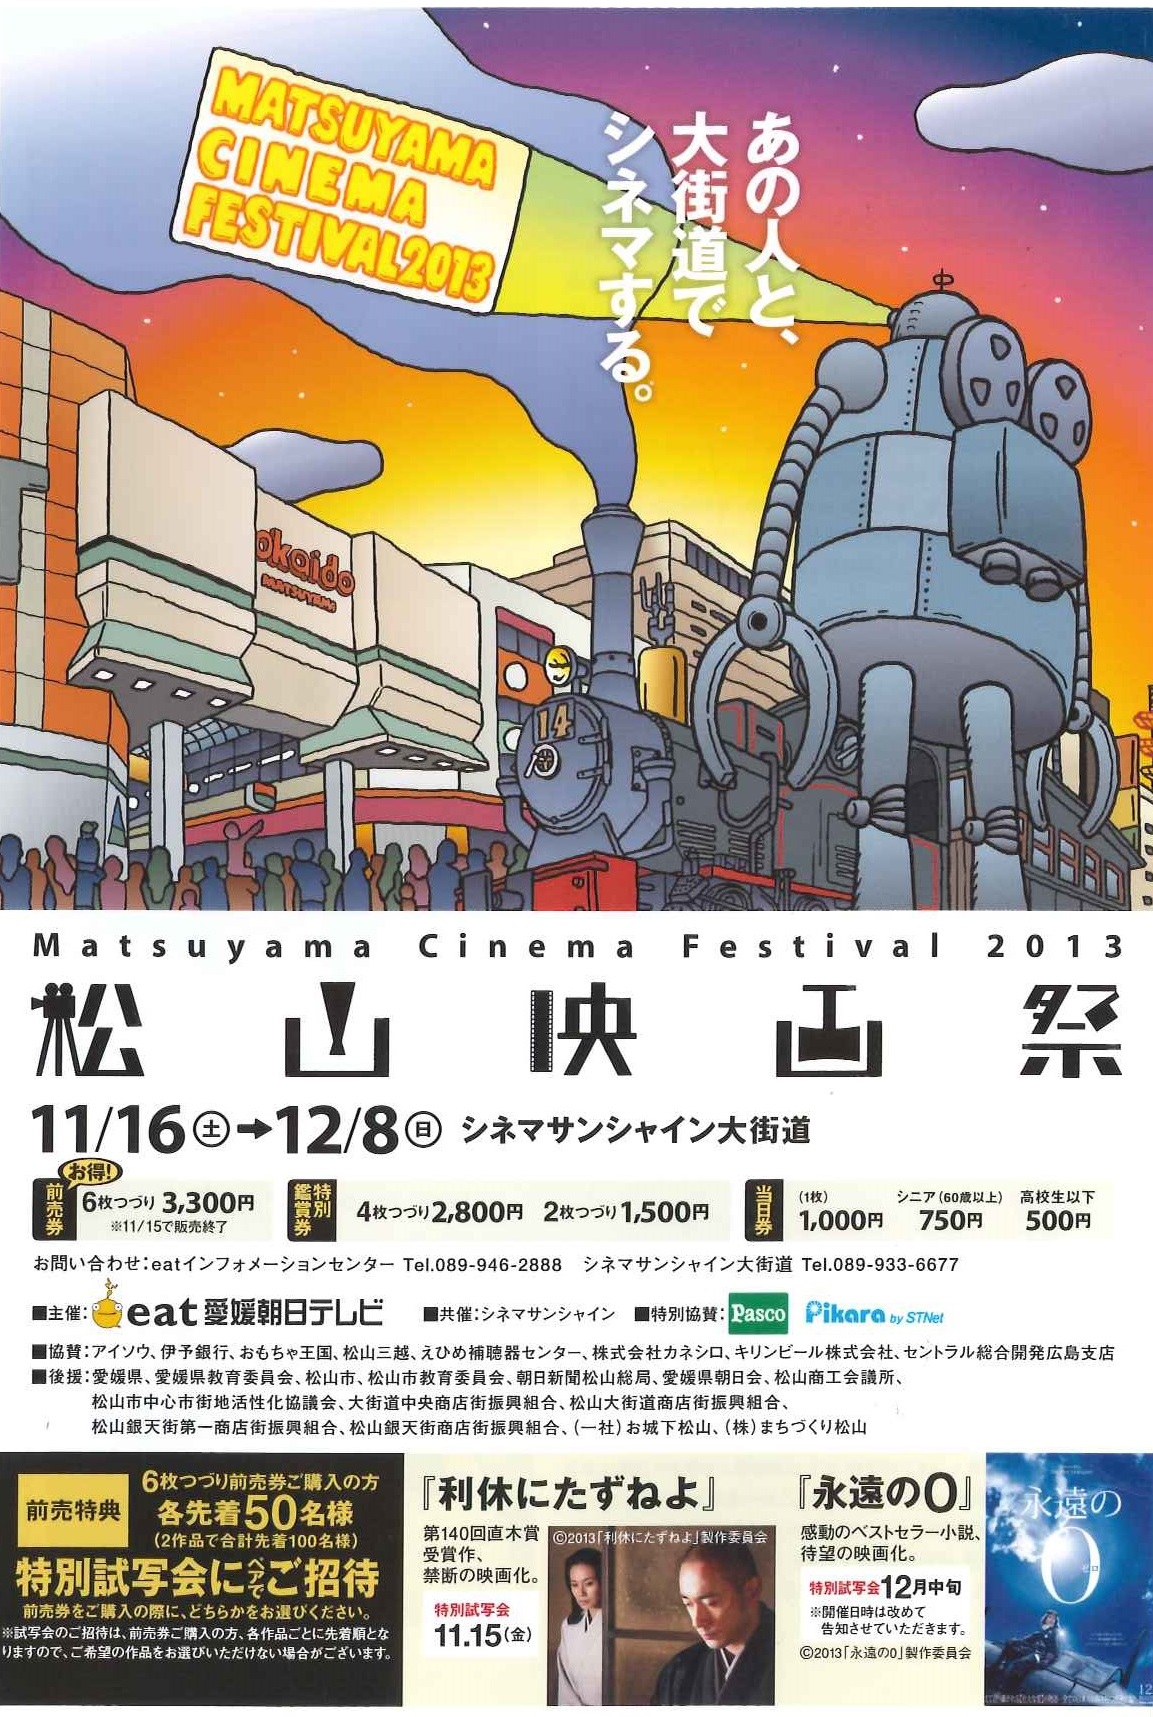 MATSUYAMA
CINEMA
FESTIVAL2013
あの人と、
大街道で
シネマする。
okaido
MATSUYAMA
14
Matsuyama Cinema Festival 2013
松山映画祭
11/16(土)→12/8(日) シネマサンシャイン大街道
お得!
前売券 6枚つづり 3,300円
※11/15で販売終了
特別鑑賞券 4枚つづり2,800円 2枚つづり1,500円
当日券 (1枚) 1,000円 シニア(60歳以上) 750円 高校生以下 500円
お問い合わせ:eatインフォメーションセンター Tel.089-946-2888 シネマサンシャイン大街道 Tel.089-933-6677
■主催: eat愛媛朝日テレビ ■共催:シネマサンシャイン ■特別協賛: Pasco Pikara by STNet
■協賛:アイソウ、伊予銀行、おもちゃ王国、松山三越、えひめ補聴器センター、株式会社カネシロ、キリンビール株式会社、セントラル総合開発広島支店
■後援:愛媛県、愛媛県教育委員会、松山市、松山市教育委員会、朝日新聞松山総局、愛媛県朝日会、松山商工会議所、
松山市中心市街地活性化協議会、大街道中央商店街振興組合、松山大街道商店街振興組合、
松山銀天街第一商店街振興組合、松山銀天街商店街振興組合、(一社)お城下松山、(株)まちづくり松山
前売特典
6枚つづり前売券ご購入の方
各先着50名様
(2作品で合計先着100名様)
特別試写会にペアでご招待
前売券をご購入の際に、どちらかをお選びください。
※試写会のご招待は、前売券ご購入の方、各作品ごとに先着順とな
りますので、ご希望の作品をお選びいただけない場合がございます。
『利休にたずねよ』
第140回直木賞
受賞作、
禁断の映画化。
特別試写会
11.15(金)
©2013「利休にたずねよ」製作委員会
『永遠の0』
感動のベストセラー小説、
待望の映画化。
特別試写会12月中旬
※開催日時は改めて
告知させていただきます。
©2013「永遠の0」製作委員会
永遠の
0
ゼロ